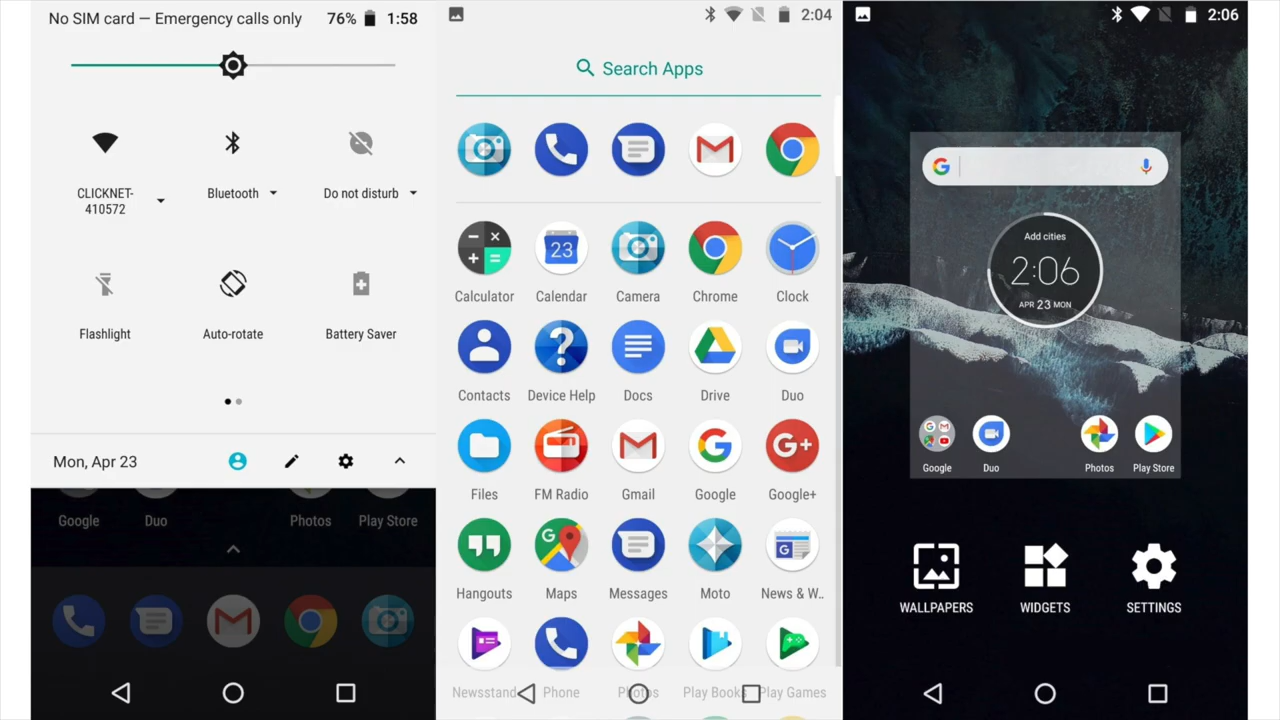 No SIM card — Emergency calls only 76% 1:58
CLICKNET-
410572
Bluetooth
Do not disturb
Flashlight
Auto-rotate
Battery Saver
Mon, Apr 23
Google
Duo
Photos
Play Store
2:04
Search Apps
23
Calculator
Calendar
Camera
Chrome
Clock
Contacts
Device Help
Docs
Drive
Duo
Files
FM Radio
Gmail
Google
Google+
Hangouts
Maps
Messages
Moto
News & W..
Newsstand
Phone
Photos
Play Books
Play Games
2:06
Add cities
2:06
APR 23 MON
Google
Duo
Photos
Play Store
WALLPAPERS
WIDGETS
SETTINGS